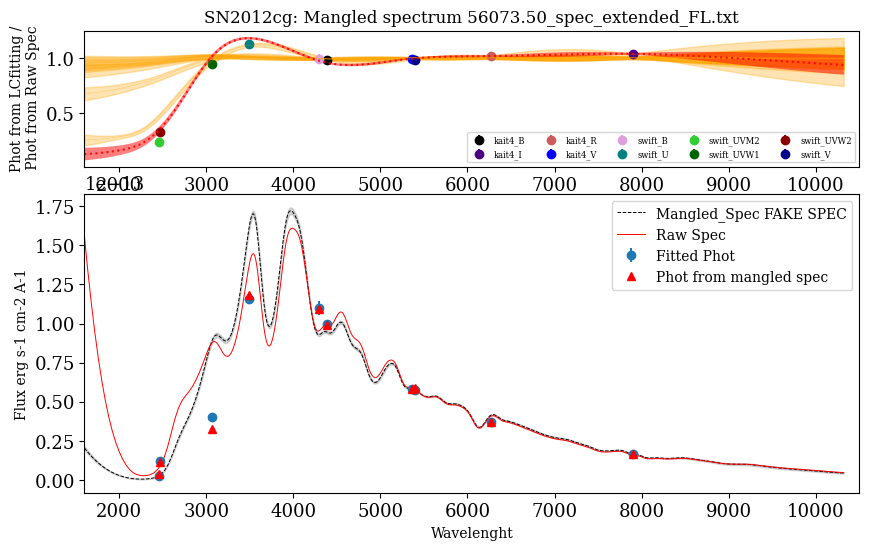 SN2012cg: Mangled spectrum 56073.50_spec_extended_FL.txt
Phot from LCfitting /
Phot from Raw Spec
1.0
0.5
kait4_B kait4_R swift_B swift_UVM2 swift_UVW2
kait4_I kait4_V swift_U swift_UVW1 swift_V
2000 3000 4000 5000 6000 7000 8000 9000 10000
1e−13
Mangled_Spec FAKE SPEC
Raw Spec
Fitted Phot
Phot from mangled spec
Flux erg s-1 cm-2 A-1
1.75
1.50
1.25
1.00
0.75
0.50
0.25
0.00
2000 3000 4000 5000 6000 7000 8000 9000 10000
Wavelenght